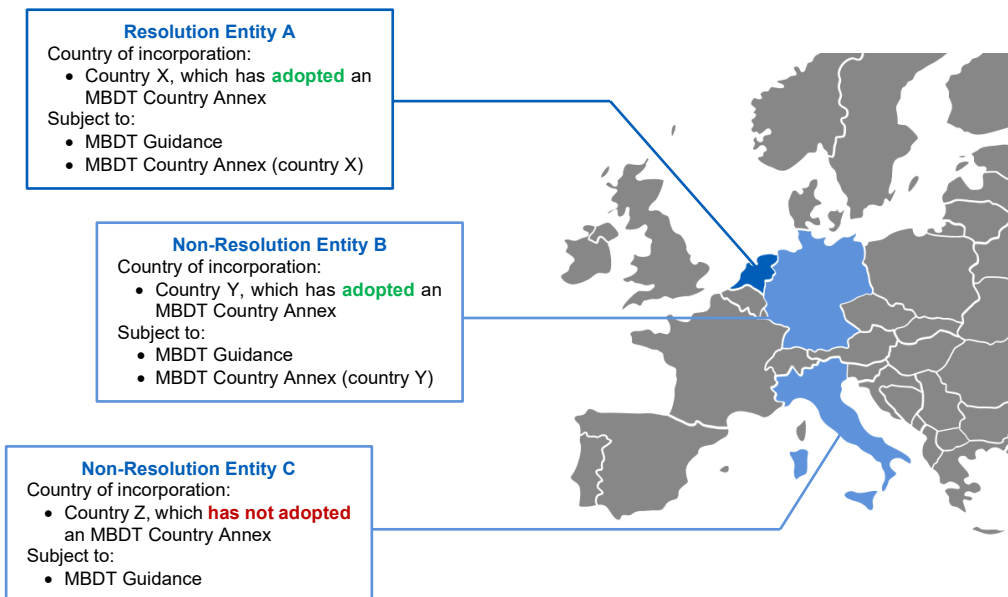 Resolution Entity A
Country of incorporation:
• Country X, which has adopted an
MBDT Country Annex
Subject to:
• MBDT Guidance
• MBDT Country Annex (country X)
Non-Resolution Entity B
Country of incorporation:
• Country Y, which has adopted an
MBDT Country Annex
Subject to:
• MBDT Guidance
• MBDT Country Annex (country Y)
Non-Resolution Entity C
Country of incorporation:
• Country Z, which has not adopted
an MBDT Country Annex
Subject to:
• MBDT Guidance